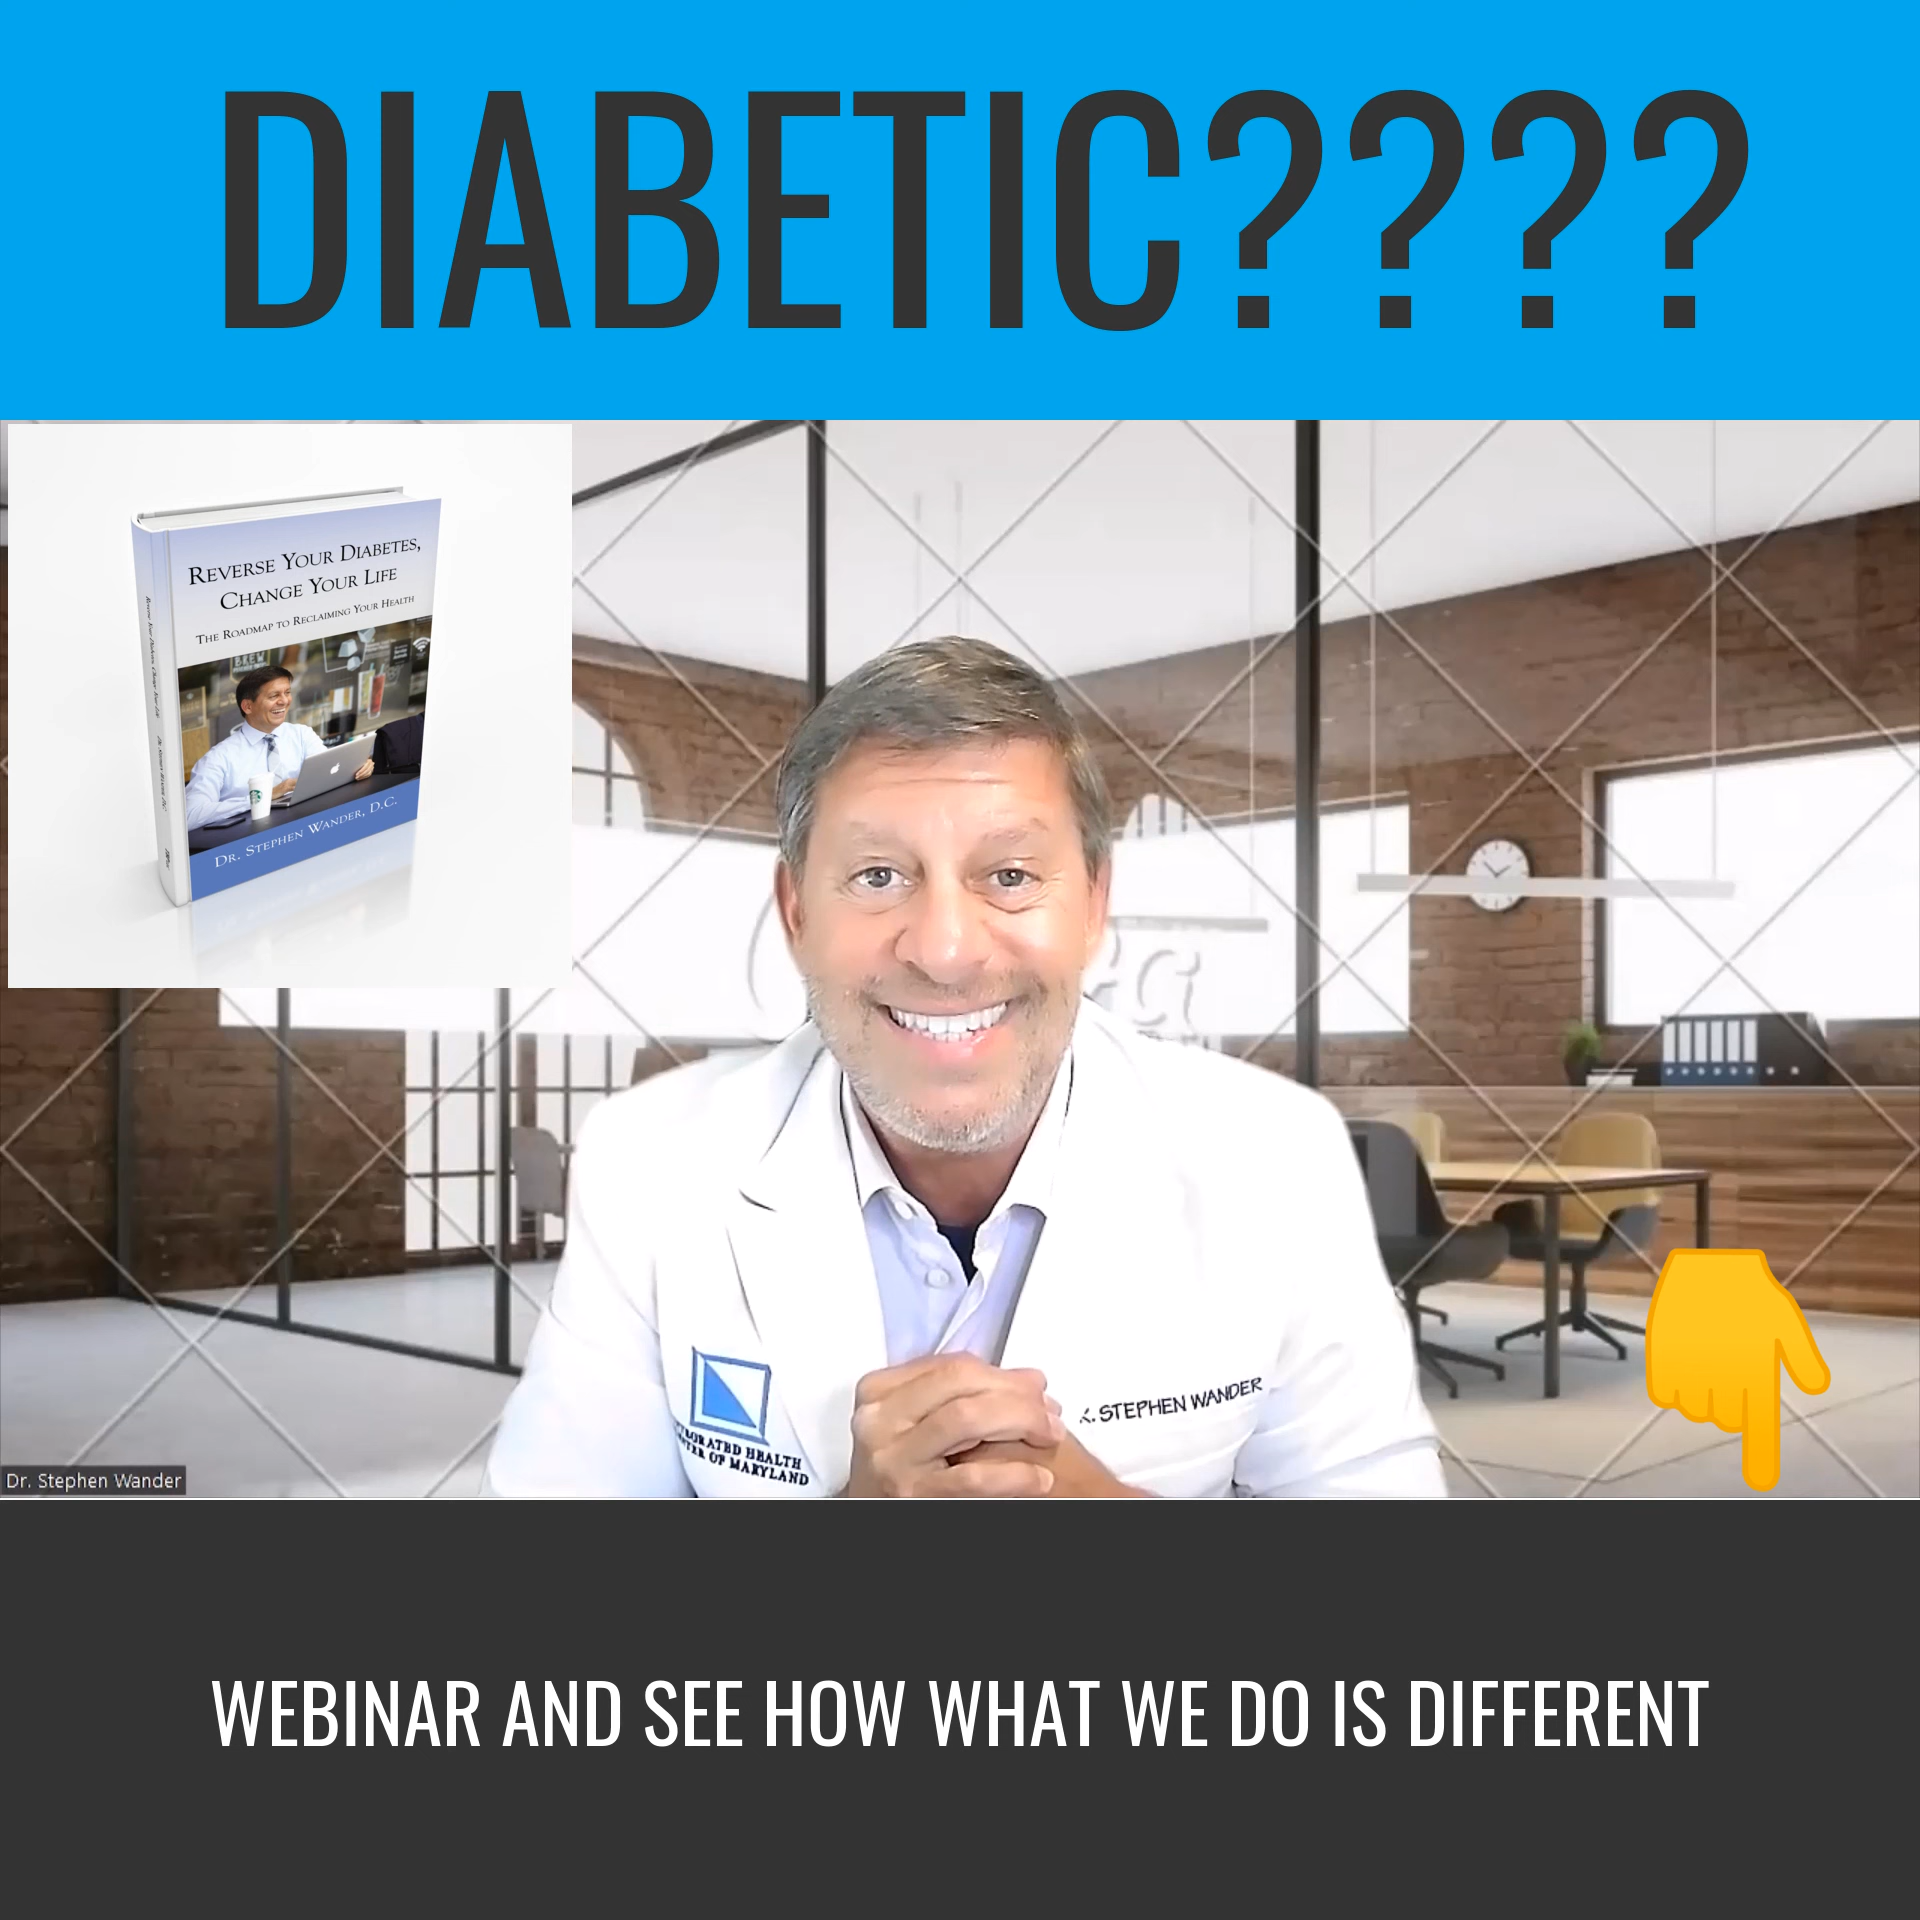 DIABETIC????
REVERSE YOUR DIABETES,
CHANGE YOUR LIFE
THE ROADMAP TO RECLAIMING YOUR HEALTH
BREW
DR. STEPHEN WANDER, D.C.
STEPHEN WANDER
HEALTH
OF MARYLAND
Dr. Stephen Wander
WEBINAR AND SEE HOW WHAT WE DO IS DIFFERENT